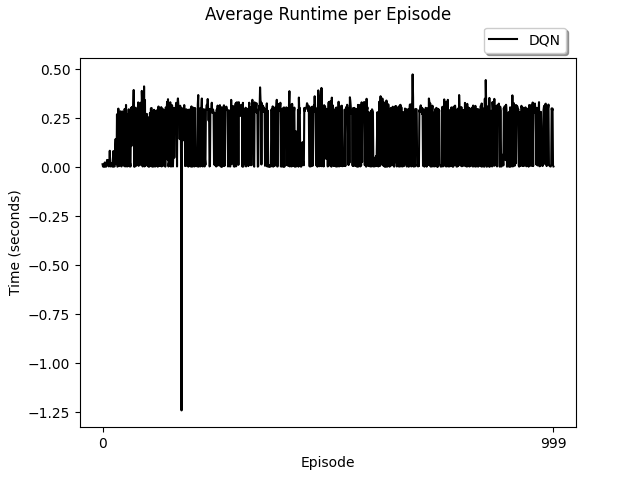 Average Runtime per Episode
DQN
0.50
0.25
0.00
−0.25
−0.50
−0.75
−1.00
−1.25
Time (seconds)
0
999
Episode